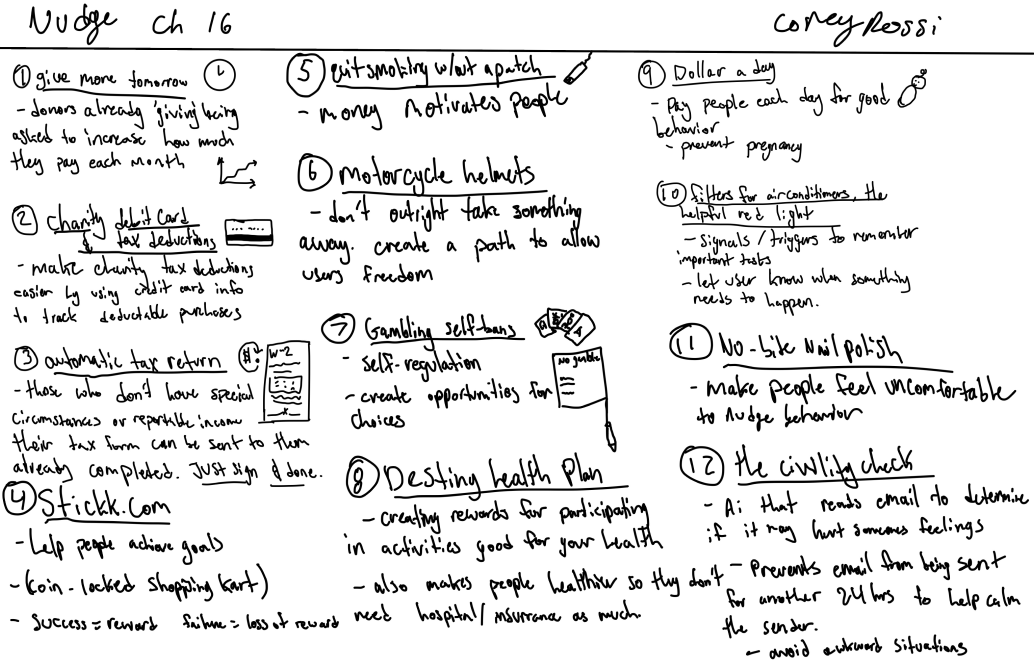 Nudge Ch 16
Corey Rossi
① give more tomorrow
- donors already 'giving' being
asked to increase how much
they pay each month
② Charity debit card
& tax deductions
- make charity tax deductions
easier by using credit card info
to track deductable purchases
③ automatic tax return
$!
W-2
- those who don't have special
Circumstances or reportible income
their tax form can be sent to them
already completed. Just sign & done.
④ Stickk.com
- help people achieve goals
- (coin-locked shopping kart)
- success = reward failure = loss of reward
⑤ quit smoking w/out a patch
- money motivates people
⑥ motorcycle helmets
- don't outright take something
away. create a path to allow
users freedom
⑦ Gambling self-bans
- self-regulation
- create opportunities for
choices
No gamble
⑧ Desting health Plan
- creating rewards for participating
in activities good for your health
- also makes people healthier so they don't
need hospital/insurrance as much
⑨ Dollar a day
- Pay people each day for good
behavior
- prevent pregnancy
⑩ filters for airconditioners, the
helpful red light
- Signals / triggers to remember
important tasks
- let user know when something
needs to happen.
⑪ No-bite Nail polish
- make people feel uncomfortable
to Nudge behavior
⑫ the civility check
- Ai that reads email to determine
if it may hurt someones feelings
- Prevents email from being sent
for another 24 hrs to help calm
the sender.
- avoid awkward situations